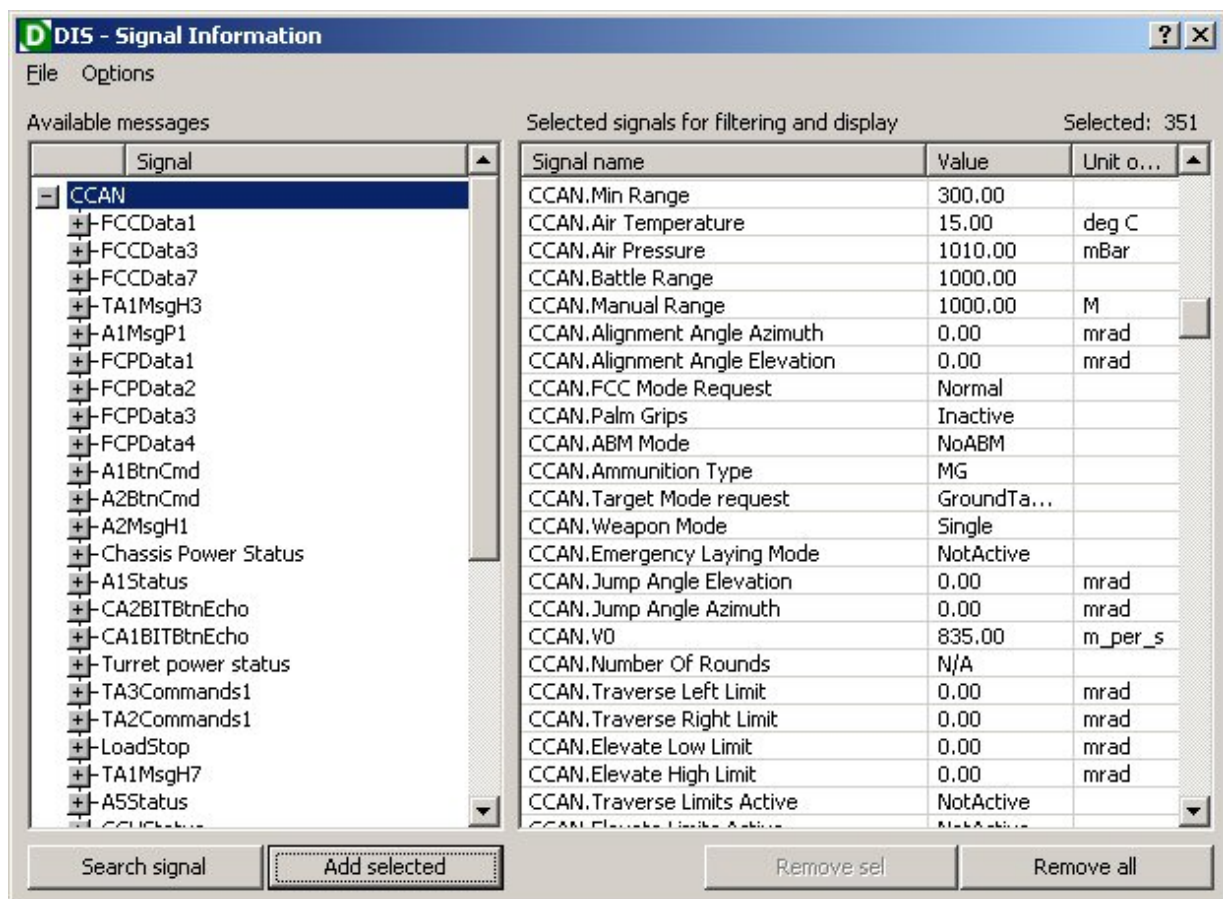 DIS - Signal Information
File Options
Available messages
Selected signals for filtering and display Selected: 351
Signal
CCAN
FCCData1
FCCData3
FCCData7
TA1MsgH3
A1MsgP1
FCPData1
FCPData2
FCPData3
FCPData4
A1BtnCmd
A2BtnCmd
A2MsgH1
Chassis Power Status
A1Status
CA2BITBtnEcho
CA1BITBtnEcho
Turret power status
TA3Commands1
TA2Commands1
LoadStop
TA1MsgH7
A5Status
Signal name Value Unit o...
CCAN.Min Range 300.00
CCAN.Air Temperature 15.00 deg C
CCAN.Air Pressure 1010.00 mBar
CCAN.Battle Range 1000.00
CCAN.Manual Range 1000.00 M
CCAN.Alignment Angle Azimuth 0.00 mrad
CCAN.Alignment Angle Elevation 0.00 mrad
CCAN.FCC Mode Request Normal
CCAN.Palm Grips Inactive
CCAN.ABM Mode NoABM
CCAN.Ammunition Type MG
CCAN.Target Mode request GroundTa...
CCAN.Weapon Mode Single
CCAN.Emergency Laying Mode NotActive
CCAN.Jump Angle Elevation 0.00 mrad
CCAN.Jump Angle Azimuth 0.00 mrad
CCAN.V0 835.00 m_per_s
CCAN.Number Of Rounds N/A
CCAN.Traverse Left Limit 0.00 mrad
CCAN.Traverse Right Limit 0.00 mrad
CCAN.Elevate Low Limit 0.00 mrad
CCAN.Elevate High Limit 0.00 mrad
CCAN.Traverse Limits Active NotActive
Search signal Add selected Remove sel Remove all